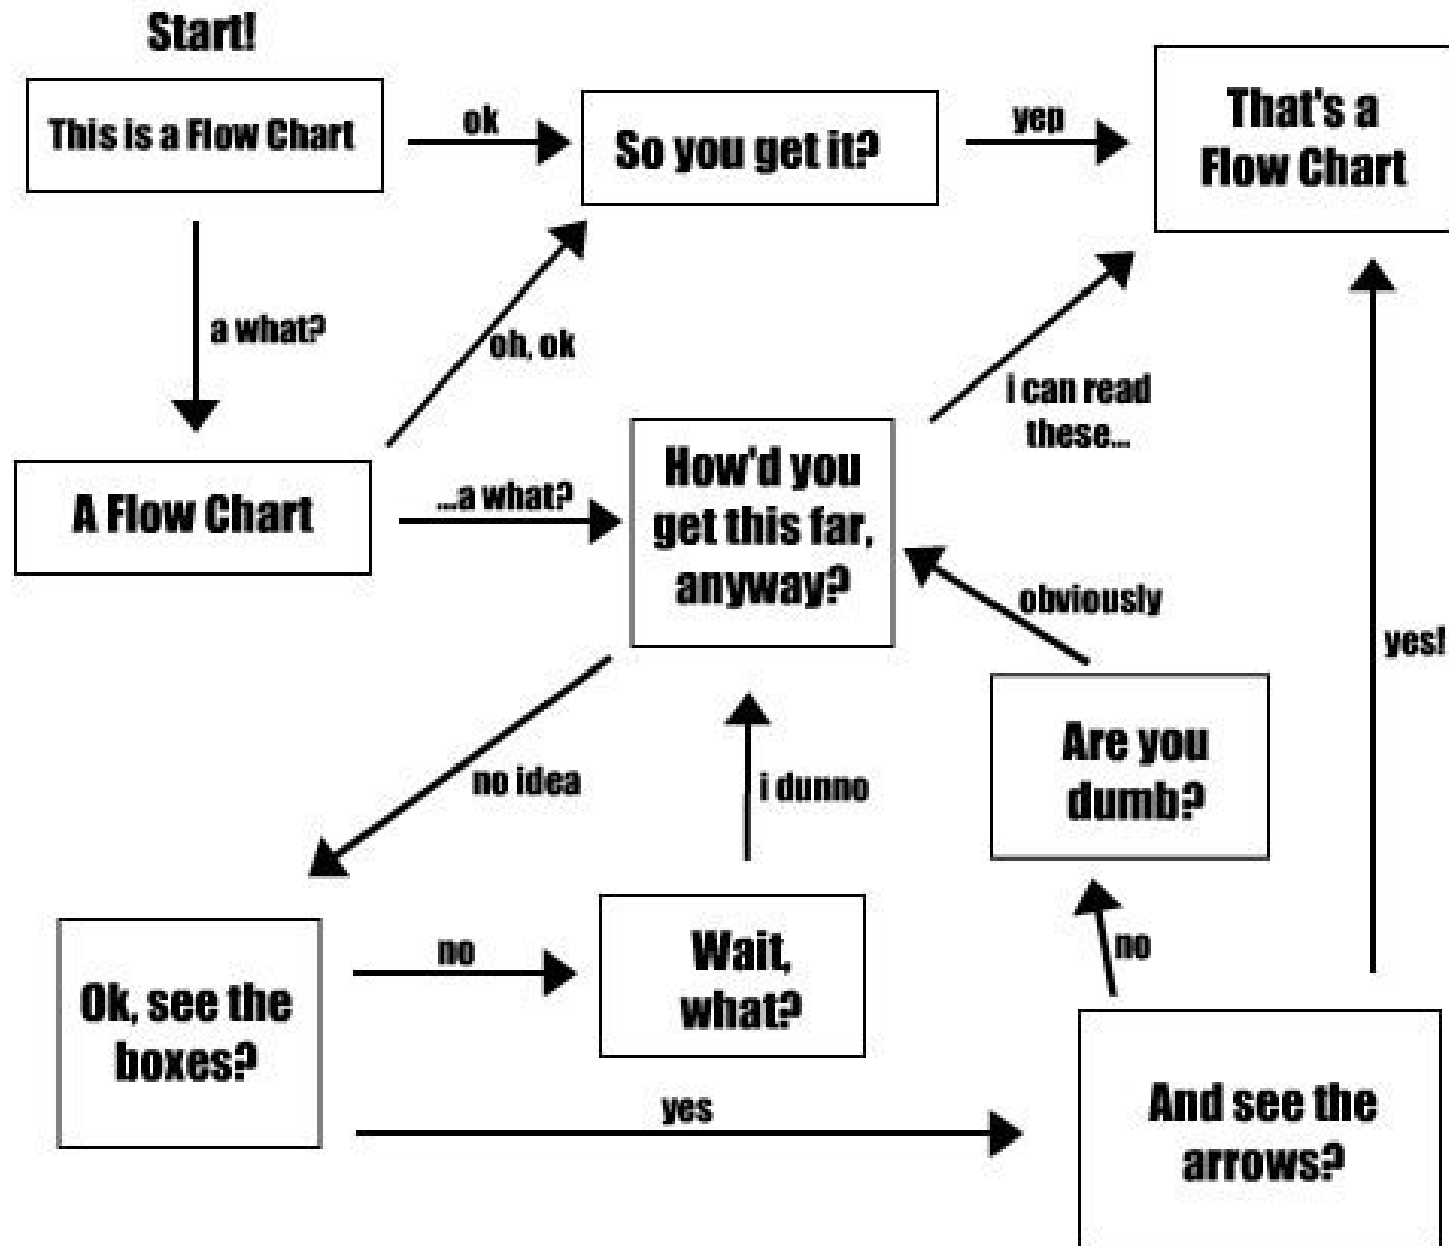 Start!
This is a Flow Chart
ok
So you get it?
yep
That's a
Flow Chart
a what?
oh, ok
i can read
these...
A Flow Chart
...a what?
How'd you
get this far,
anyway?
obviously
yes!
no idea
i dunno
Are you
dumb?
Ok, see the
boxes?
no
Wait,
what?
no
yes
And see the
arrows?